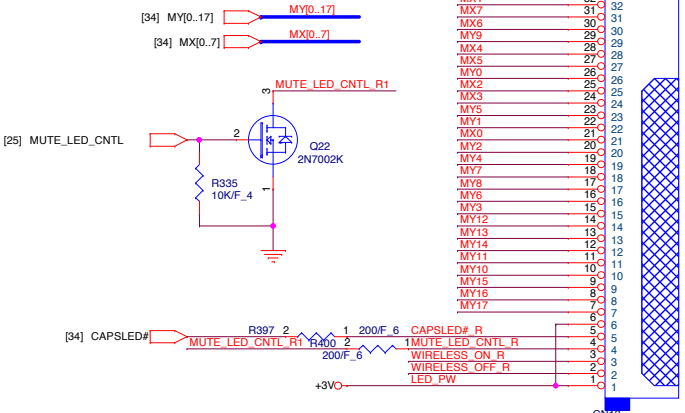 32
[34] MY[0..17] MY[0..17]
MX7 31 31
MX6 30 30
[34] MX[0..7] MX[0..7]
MY9 29 29
MX4 28 28
MX5 27 27
MY0 26 26
3 MUTE_LED_CNTL_R1
MX2 25 25
MX3 24 24
MY5 23 23
MY1 22 22
[25] MUTE_LED_CNTL 2
MX0 21 21
Q22
2N7002K
MY2 20 20
MY4 19 19
MY7 18 18
R335
10K/F_4
1
MY8 17 17
MY6 16 16
MY3 15 15
MY12 14 14
MY13 13 13
MY14 12 12
MY11 11 11
MY10 10 10
MY15 9 9
MY16 8 8
MY17 7 7
6 6
[34] CAPSLED# R397 2 1 200/F_6 CAPSLED#_R 5 5
MUTE_LED_CNTL_R1 R400 2 1 MUTE_LED_CNTL_R 4 4
200/F_6 WIRELESS_ON_R 3 3
WIRELESS_OFF_R 2 2
+3V LED_PW 1 1